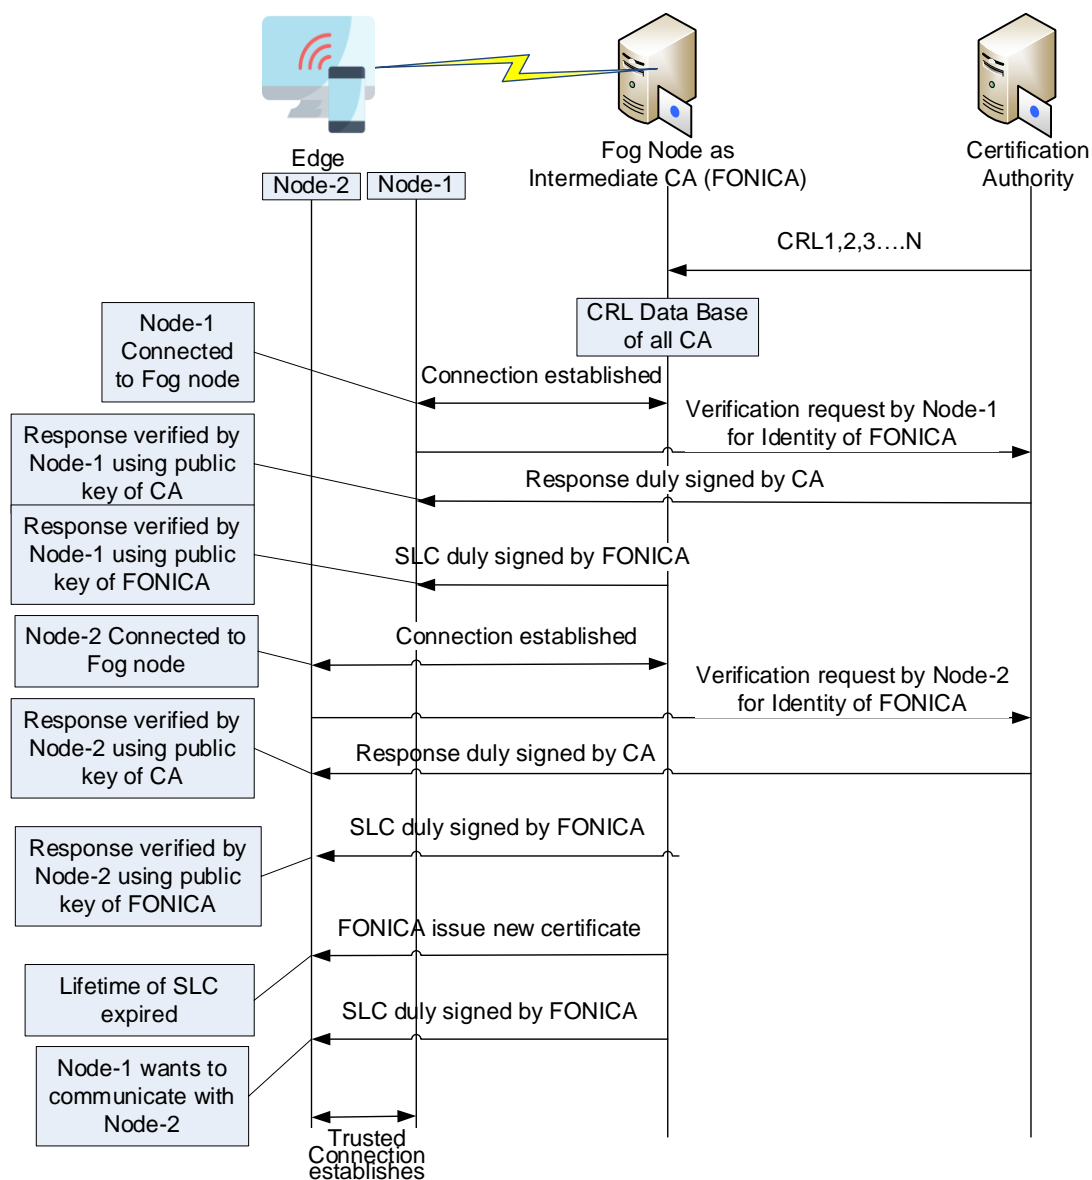 Edge
Node-2
Node-1
Fog Node as
Intermediate CA (FONICA)
Certification
Authority
CRL1,2,3....N
CRL Data Base
of all CA
Node-1
Connected
to Fog node
Connection established
Verification request by Node-1
for Identity of FONICA
Response verified by
Node-1 using public
key of CA
Response duly signed by CA
Response verified by
Node-1 using public
key of FONICA
SLC duly signed by FONICA
Node-2 Connected to
Fog node
Connection established
Verification request by Node-2
for Identity of FONICA
Response verified by
Node-2 using public
key of CA
Response duly signed by CA
SLC duly signed by FONICA
Response verified by
Node-2 using public
key of FONICA
FONICA issue new certificate
Lifetime of SLC
expired
SLC duly signed by FONICA
Node-1 wants to
communicate with
Node-2
Trusted
Connection
establishes